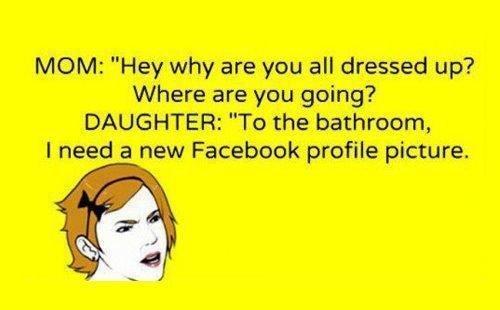 MOM: "Hey why are you all dressed up?
Where are you going?
DAUGHTER: "To the bathroom,
I need a new Facebook profile picture.